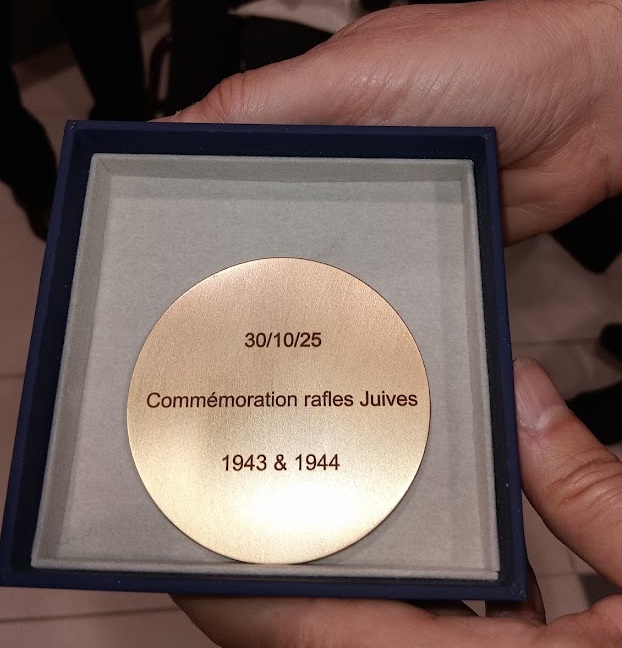 30/10/25
Commémoration rafles Juives
1943 & 1944